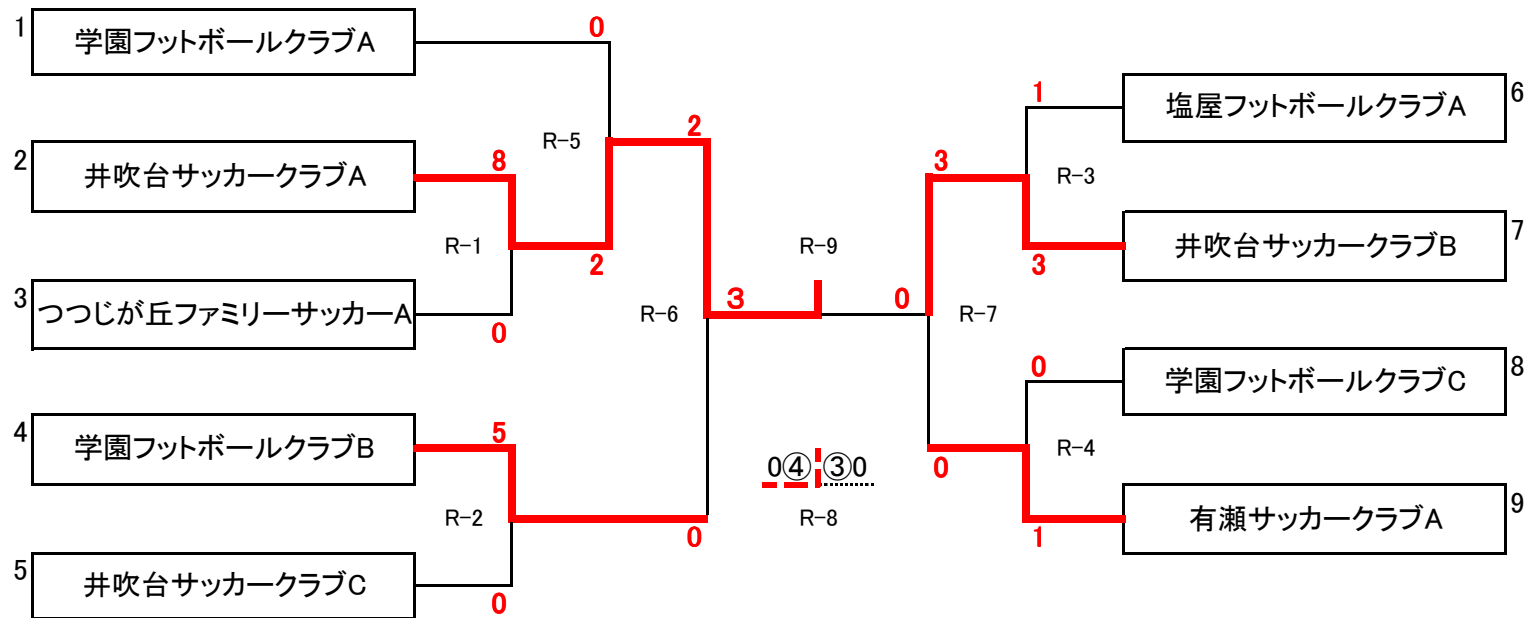 1
学園フットボールクラブA
0
2
井吹台サッカークラブA
8
R-5
2
R-1
2
3
つつじが丘ファミリーサッカーA
0
R-6
3
R-9
0
4
学園フットボールクラブB
5
R-2
0
5
井吹台サッカークラブC
0
0④ ③0
R-8
1
塩屋フットボールクラブA
6
3
R-3
井吹台サッカークラブB
7
3
R-7
0
学園フットボールクラブC
8
R-4
0
有瀬サッカークラブA
9
1